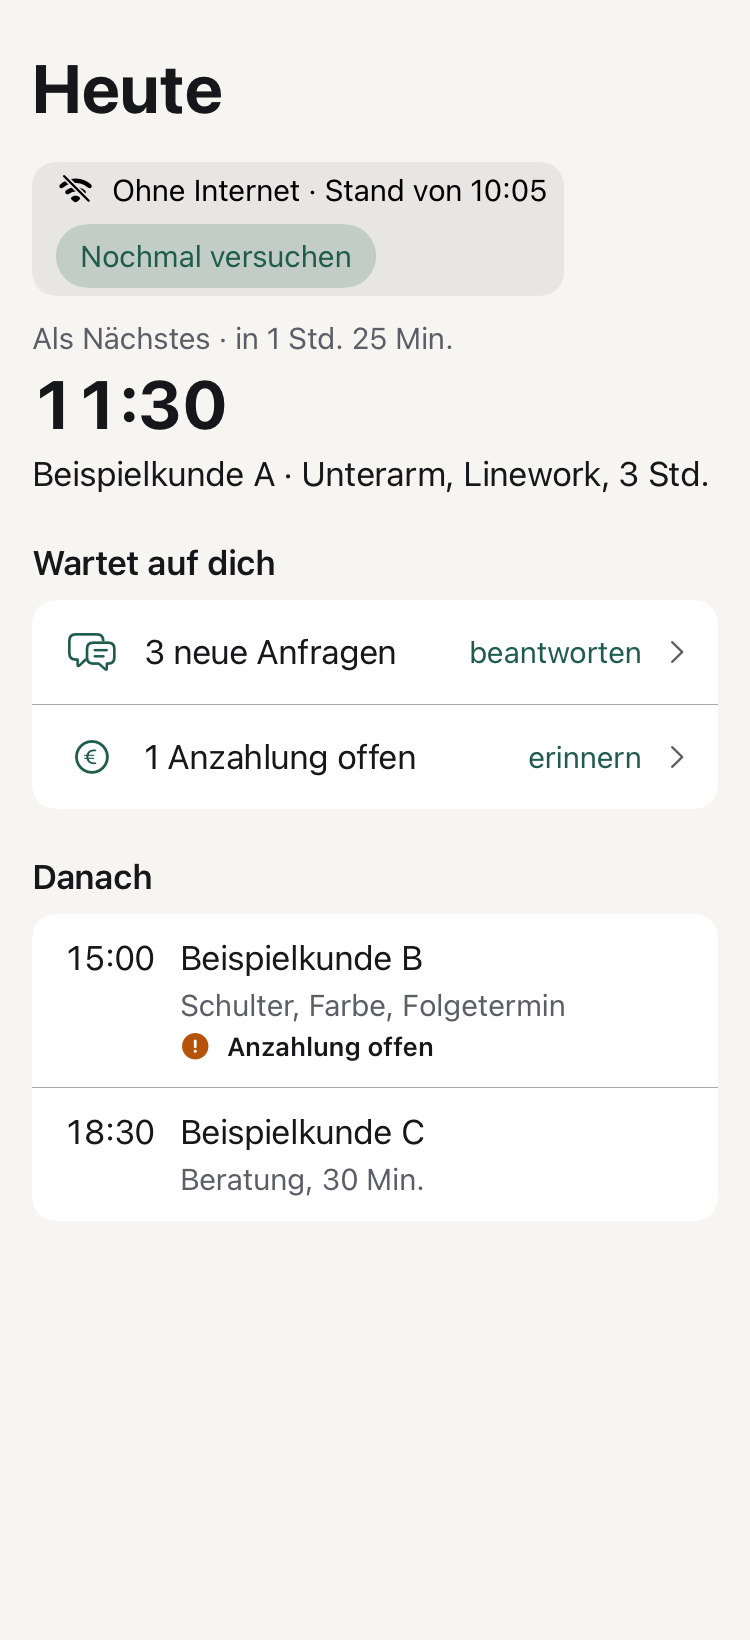 Heute
Ohne Internet · Stand von 10:05
Nochmal versuchen
Als Nächstes · in 1 Std. 25 Min.
11:30
Beispielkunde A · Unterarm, Linework, 3 Std.
Wartet auf dich
3 neue Anfragen beantworten
€ 1 Anzahlung offen erinnern
Danach
15:00 Beispielkunde B
Schulter, Farbe, Folgetermin
! Anzahlung offen
18:30 Beispielkunde C
Beratung, 30 Min.